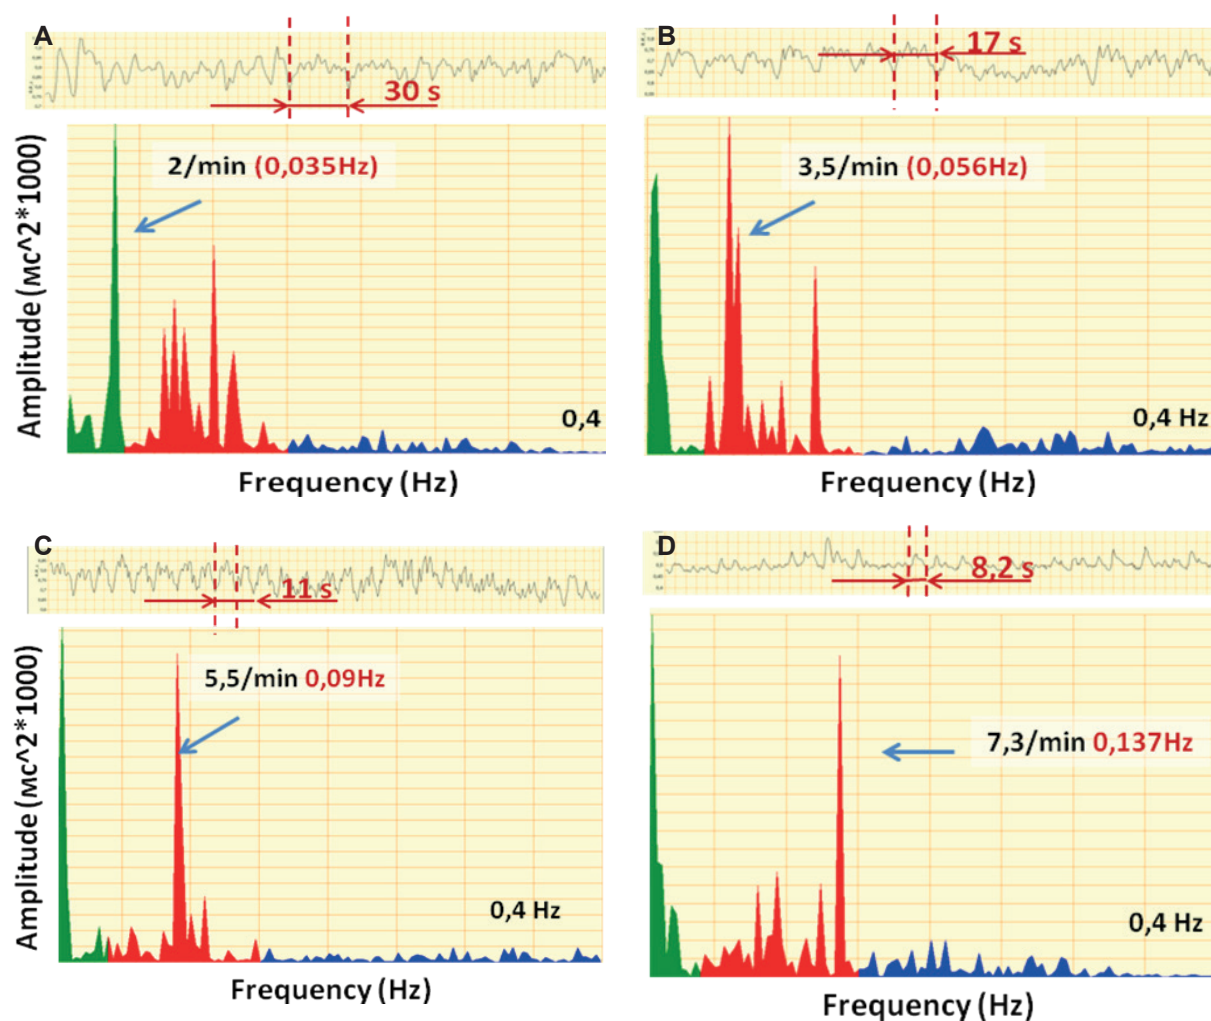 A
30 s
2/min (0,035Hz)
0,4
Amplitude (мс^2*1000)
Frequency (Hz)
B
17 s
3,5/min (0,056Hz)
0,4 Hz
Frequency (Hz)
C
11 s
5,5/min 0,09Hz
0,4 Hz
Amplitude (мс^2*1000)
Frequency (Hz)
D
8,2 s
7,3/min 0,137Hz
0,4 Hz
Frequency (Hz)